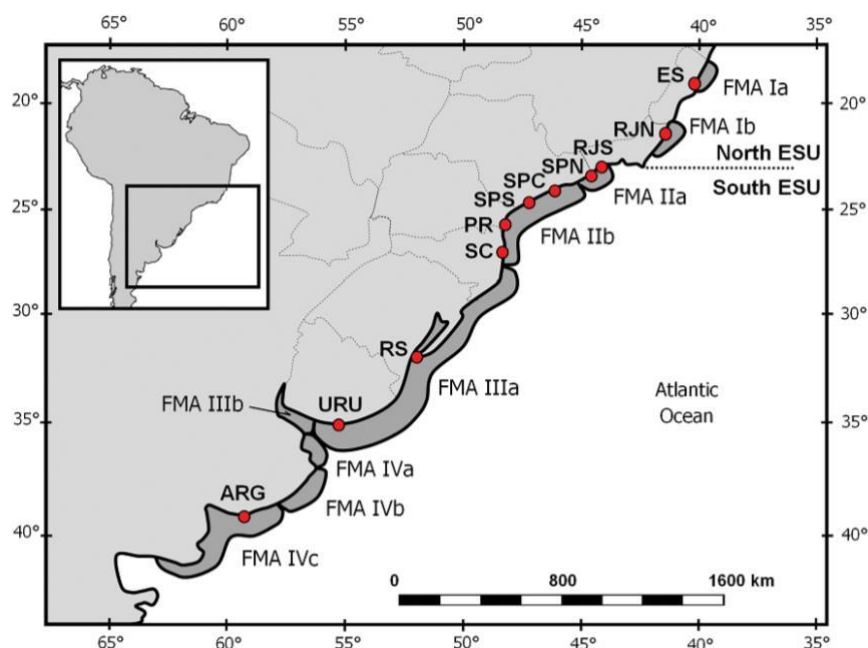 65°
60°
55°
50°
45°
40°
35°
ES
FMA Ia
20°
20°
RJN
FMA Ib
RJS
North ESU
SPN
South ESU
SPC
FMA IIa
SPS
25°
25°
PR
FMA IIb
SC
30°
30°
RS
FMA IIIa
Atlantic
Ocean
FMA IIIb
URU
35°
35°
FMA IVa
ARG
FMA IVb
40°
40°
FMA IVc
0
800
1600 km
65°
60°
55°
50°
45°
40°
35°